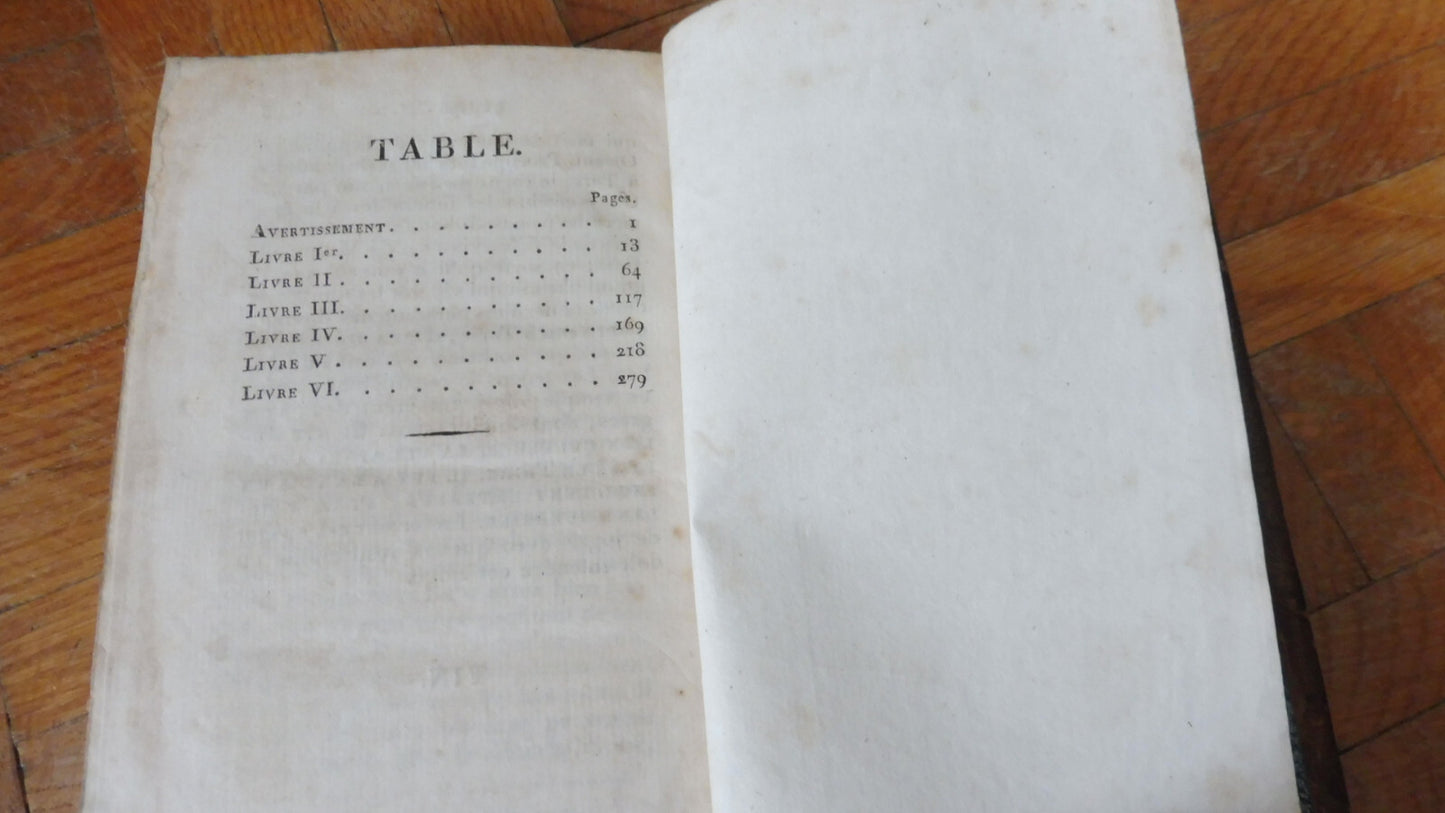 TABLE.
Pages.
AVERTISSEMENT. . . . . . . . . . 1
LIVRE Ier. . . . . . . . . . . . 13
LIVRE II . . . . . . . . . . . . 64
LIVRE III. . . . . . . . . . . . 117
LIVRE IV. . . . . . . . . . . . 169
LIVRE V . . . . . . . . . . . . 218
LIVRE VI. . . . . . . . . . . . 279